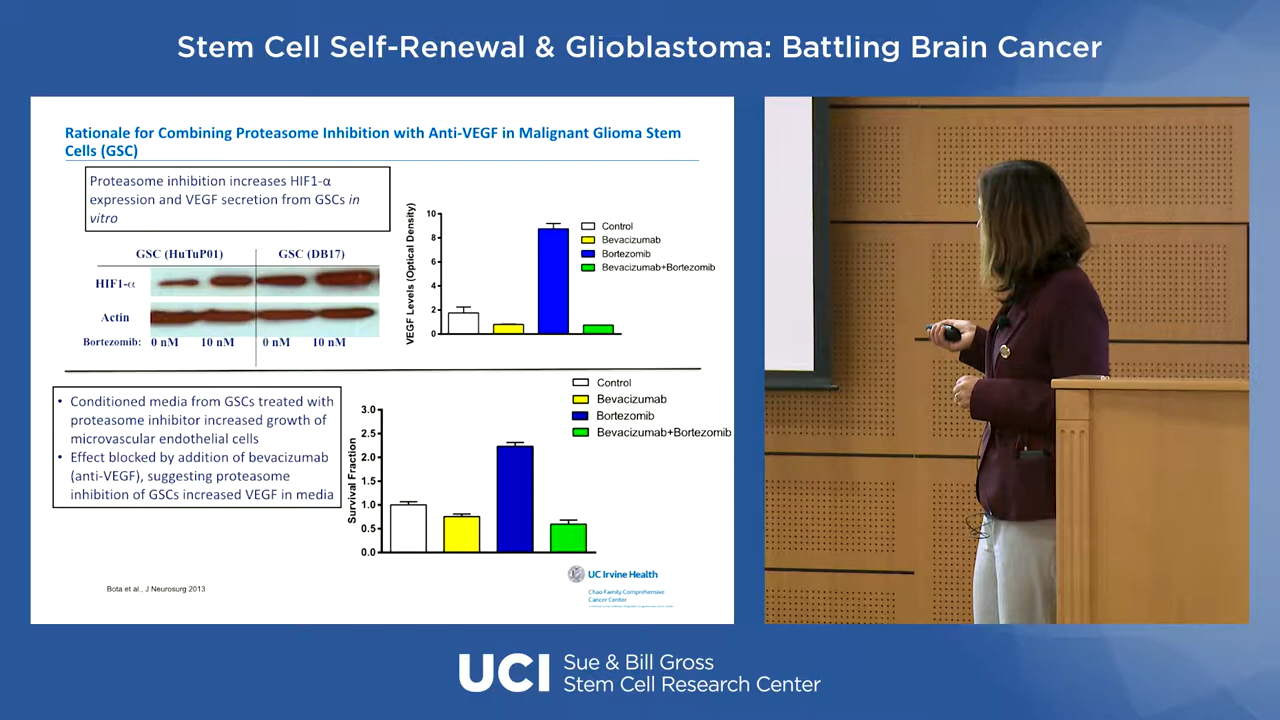 Stem Cell Self-Renewal & Glioblastoma: Battling Brain Cancer
Rationale for Combining Proteasome Inhibition with Anti-VEGF in Malignant Glioma Stem
Cells (GSC)
Proteasome inhibition increases HIF1-α
expression and VEGF secretion from GSCs in
vitro
GSC (HuTuP01) GSC (DB17)
HIF1-α
Actin
Bortezomib: 0 nM 10 nM 0 nM 10 nM
VEGF Levels (Optical Density)
10
8
6
4
2
0
Control
Bevacizumab
Bortezomib
Bevacizumab+Bortezomib
• Conditioned media from GSCs treated with
proteasome inhibitor increased growth of
microvascular endothelial cells
• Effect blocked by addition of bevacizumab
(anti-VEGF), suggesting proteasome
inhibition of GSCs increased VEGF in media
Survival Fraction
3.0
2.5
2.0
1.5
1.0
0.5
0.0
Control
Bevacizumab
Bortezomib
Bevacizumab+Bortezomib
Bota et al., J Neurosurg 2013
UC Irvine Health
Chao Family Comprehensive
Cancer Center
UCI Sue & Bill Gross
Stem Cell Research Center